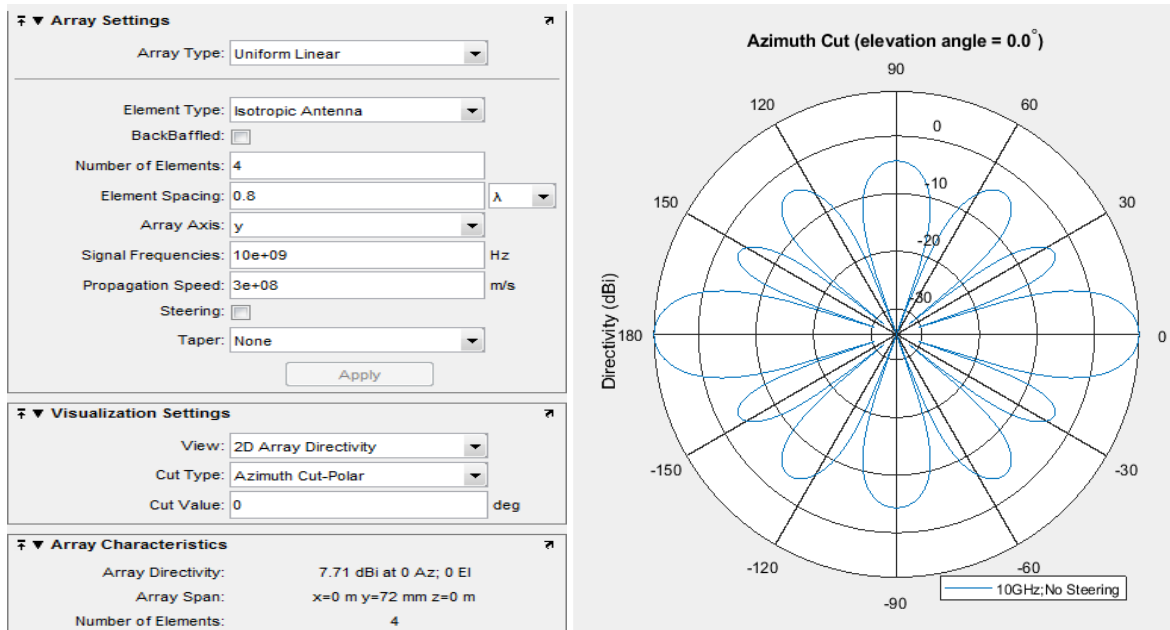 Array Settings
Array Type: Uniform Linear
Element Type: Isotropic Antenna
BackBaffled:
Number of Elements: 4
Element Spacing: 0.8 λ
Array Axis: y
Signal Frequencies: 10e+09 Hz
Propagation Speed: 3e+08 m/s
Steering:
Taper: None
Apply
Visualization Settings
View: 2D Array Directivity
Cut Type: Azimuth Cut-Polar
Cut Value: 0 deg
Array Characteristics
Array Directivity: 7.71 dBi at 0 Az; 0 El
Array Span: x=0 m y=72 mm z=0 m
Number of Elements: 4
Azimuth Cut (elevation angle = 0.0°)
90
120 60
0
-10
150 30
-20
-30
Directivity (dBi)
180 0
-150 -30
-120 -60
-90
10GHz;No Steering